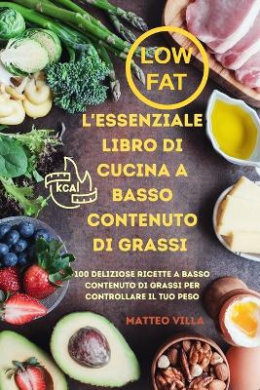 LOW
FAT
L'ESSENZIALE
LIBRO DI
CUCINA A
BASSO
CONTENUTO
DI GRASSI
kcal
100 DELIZIOSE RICETTE A BASSO
CONTENUTO DI GRASSI PER
CONTROLLARE IL TUO PESO
MATTEO VILLA